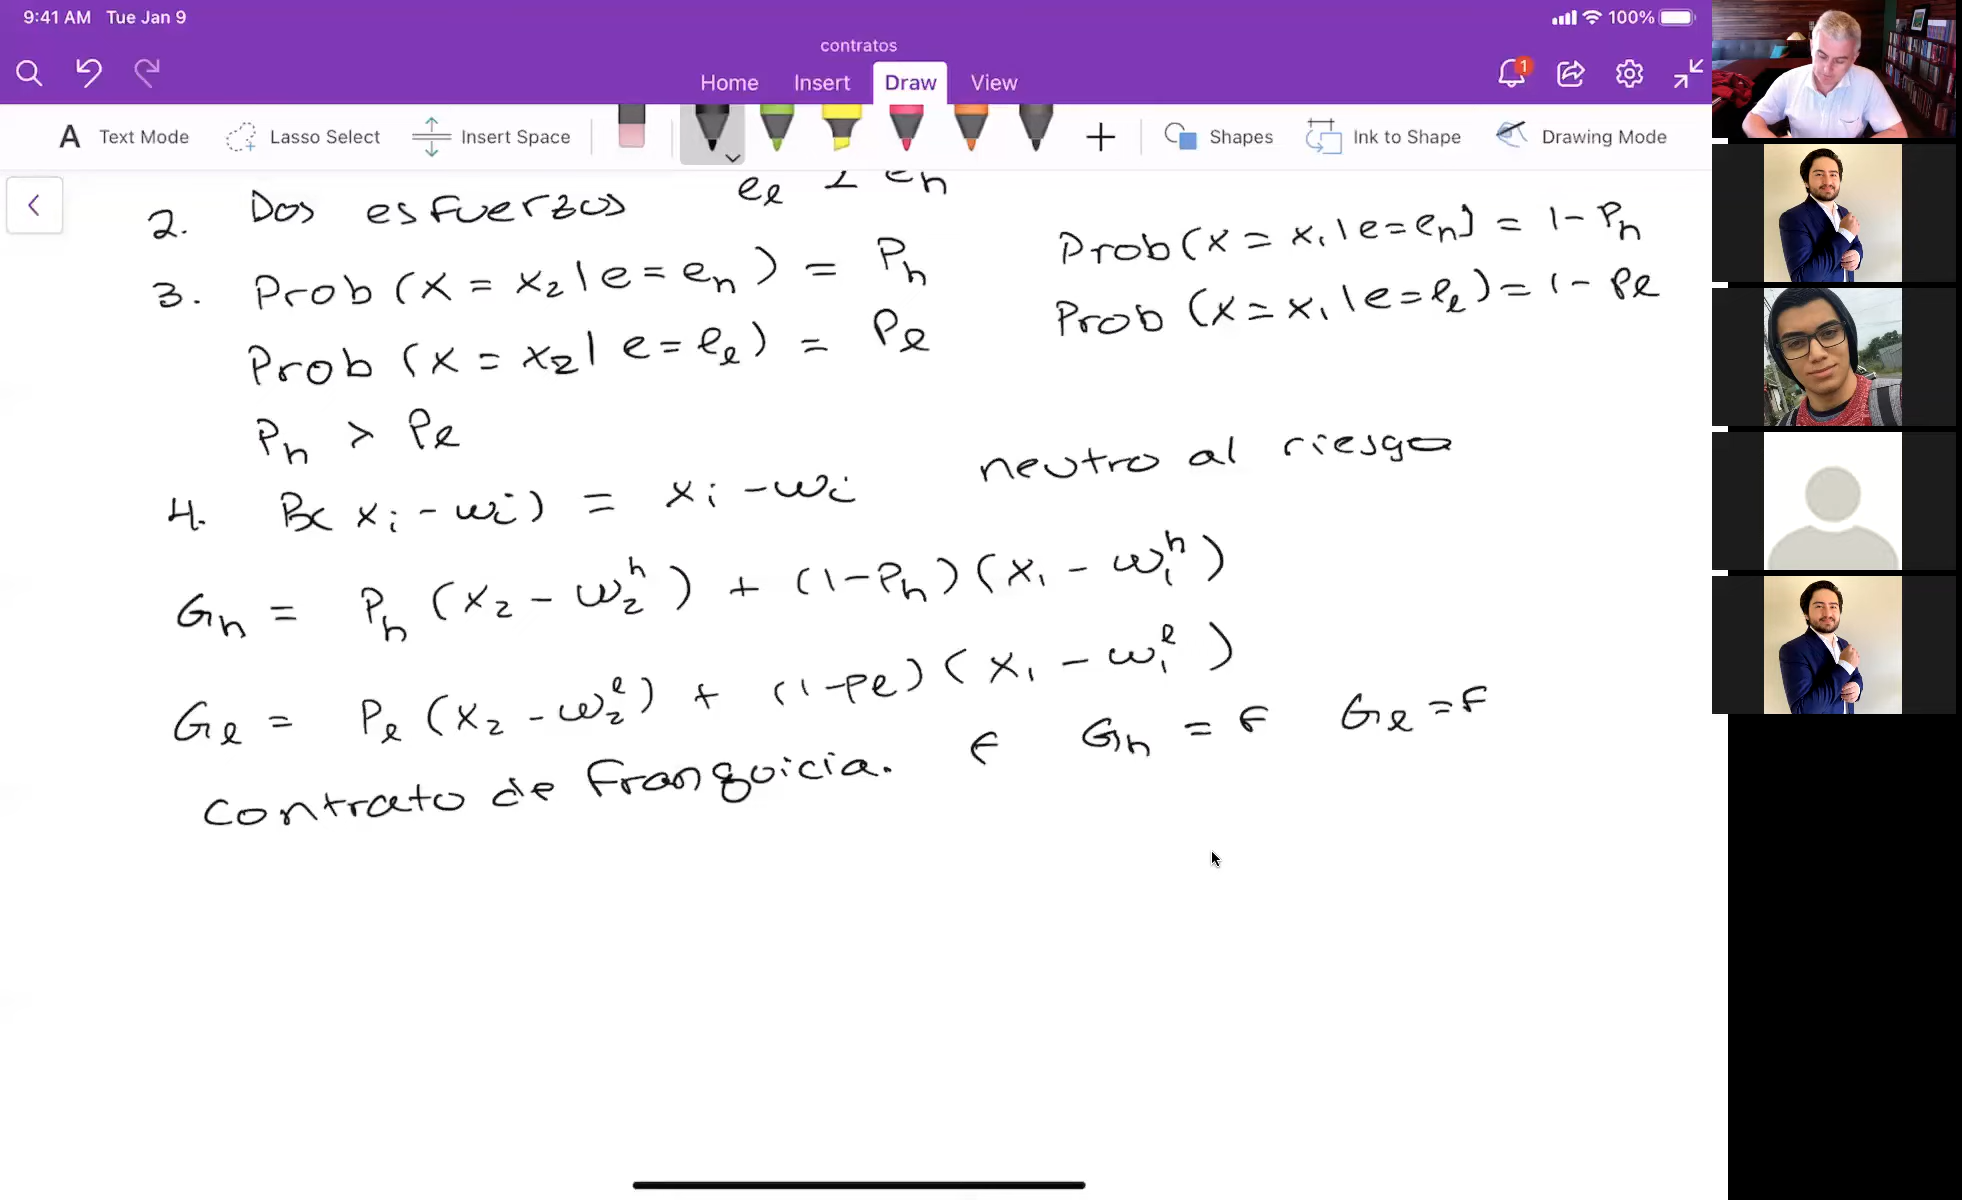 9:41 AM Tue Jan 9
100%
contratos
Home Insert Draw View
1
A Text Mode Lasso Select Insert Space Shapes Ink to Shape Drawing Mode
2. Dos esfuerzos eℓ y eh
3. Prob (x = x₂ | e = eh) = Ph
Prob (x = x₁ | e = eh] = 1 - Ph
Prob (x = x₂ | e = eℓ) = Pℓ
Prob (x = x₁ | e = eℓ) = 1 - Pℓ
Ph > Pℓ
4. B( xi - wi) = xi - wi neutro al riesgo
Gh = Ph (x₂ - w₂ʰ) + (1 - Ph) (x₁ - w₁ʰ)
Gℓ = Pℓ (x₂ - w₂ˡ) + (1 - pℓ) (x₁ - w₁ˡ)
Contrato de Franquicia. F Gh = F Gℓ = F